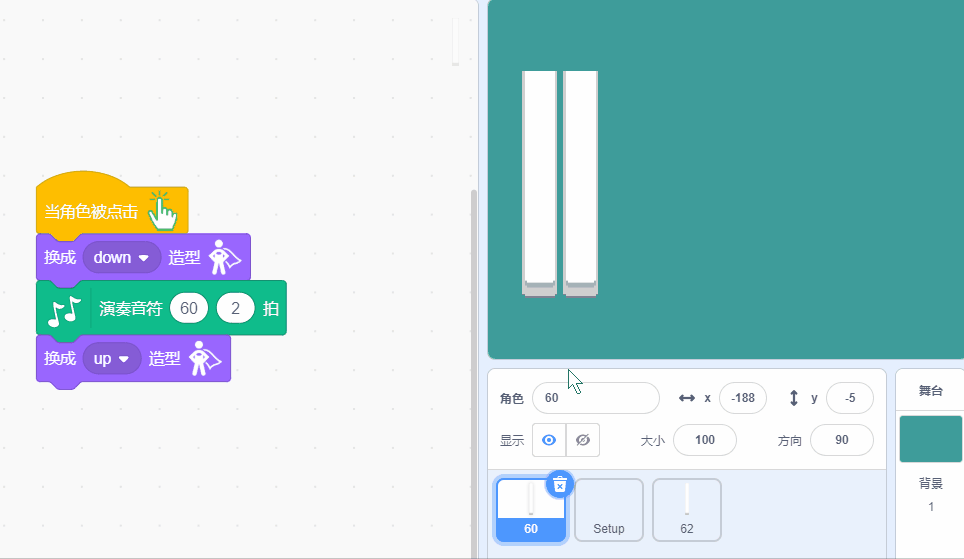 当角色被点击
换成 down 造型
演奏音符 60 2 拍
换成 up 造型
角色 60 x -188 y -5
显示 大小 100 方向 90
60
Setup
62
舞台
背景
1